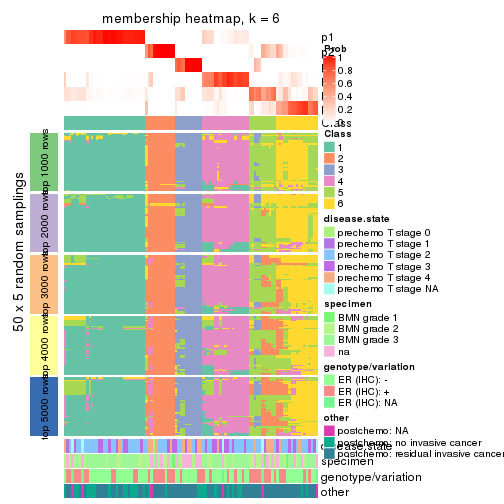 membership heatmap, k = 6
p1
p2
Prob
1
0.8
0.6
0.4
0.2
0
Class
Class
1
2
3
4
5
6
disease.state
prechemo T stage 0
prechemo T stage 1
prechemo T stage 2
prechemo T stage 3
prechemo T stage 4
prechemo T stage NA
specimen
BMN grade 1
BMN grade 2
BMN grade 3
na
genotype/variation
ER (IHC): -
ER (IHC): +
ER (IHC): NA
other
postchemo: NA
postchemo: no invasive cancer
postchemo: residual invasive cancer
50 x 5 random samplings
top 1000 rows
top 2000 rows
top 3000 rows
top 4000 rows
top 5000 rows
disease.state
specimen
genotype/variation
other